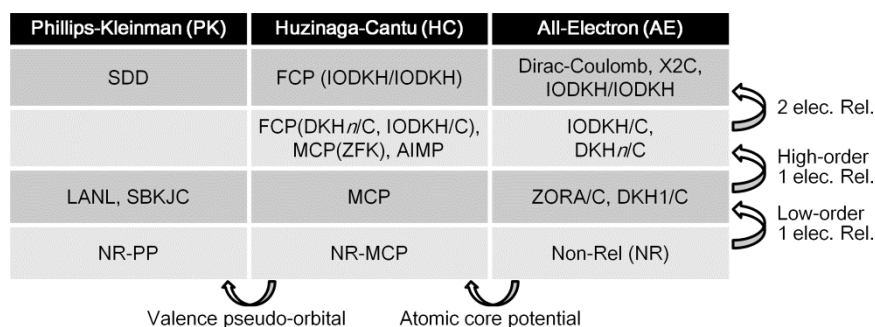 Phillips-Kleinman (PK) Huzinaga-Cantu (HC) All-Electron (AE)
SDD FCP (IODKH/IODKH) Dirac-Coulomb, X2C,
IODKH/IODKH
2 elec. Rel.
FCP(DKHn/C, IODKH/C), IODKH/C,
MCP(ZFK), AIMP DKHn/C
High-order
1 elec. Rel.
LANL, SBKJC MCP ZORA/C, DKH1/C
Low-order
1 elec. Rel.
NR-PP NR-MCP Non-Rel (NR)
Valence pseudo-orbital Atomic core potential